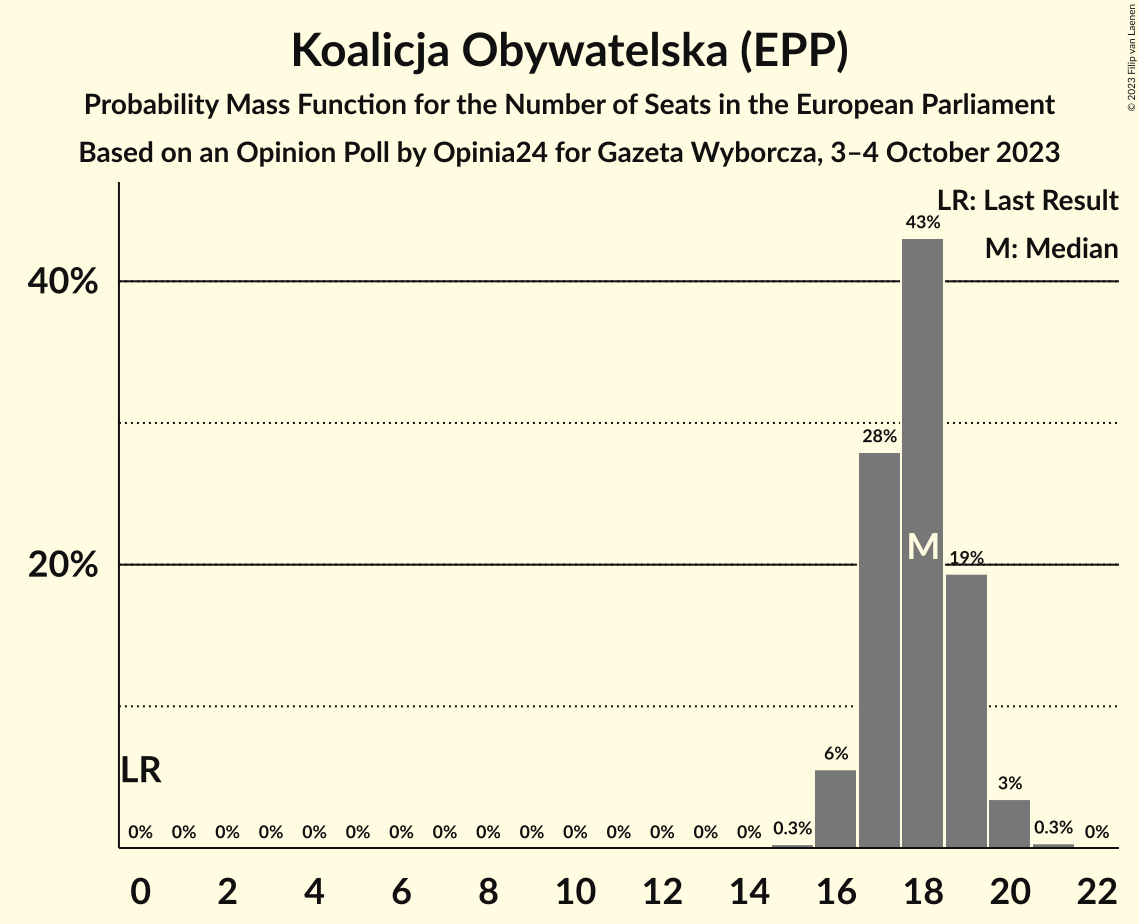 Koalicja Obywatelska (EPP)
Probability Mass Function for the Number of Seats in the European Parliament
Based on an Opinion Poll by Opinia24 for Gazeta Wyborcza, 3–4 October 2023
© 2023 Filip van Laenen
LR: Last Result
M: Median
43%
40%
28%
M
20%
19%
LR
6%
3%
0% 0% 0% 0% 0% 0% 0% 0% 0% 0% 0% 0% 0% 0% 0% 0.3% 0.3% 0%
0 2 4 6 8 10 12 14 16 18 20 22